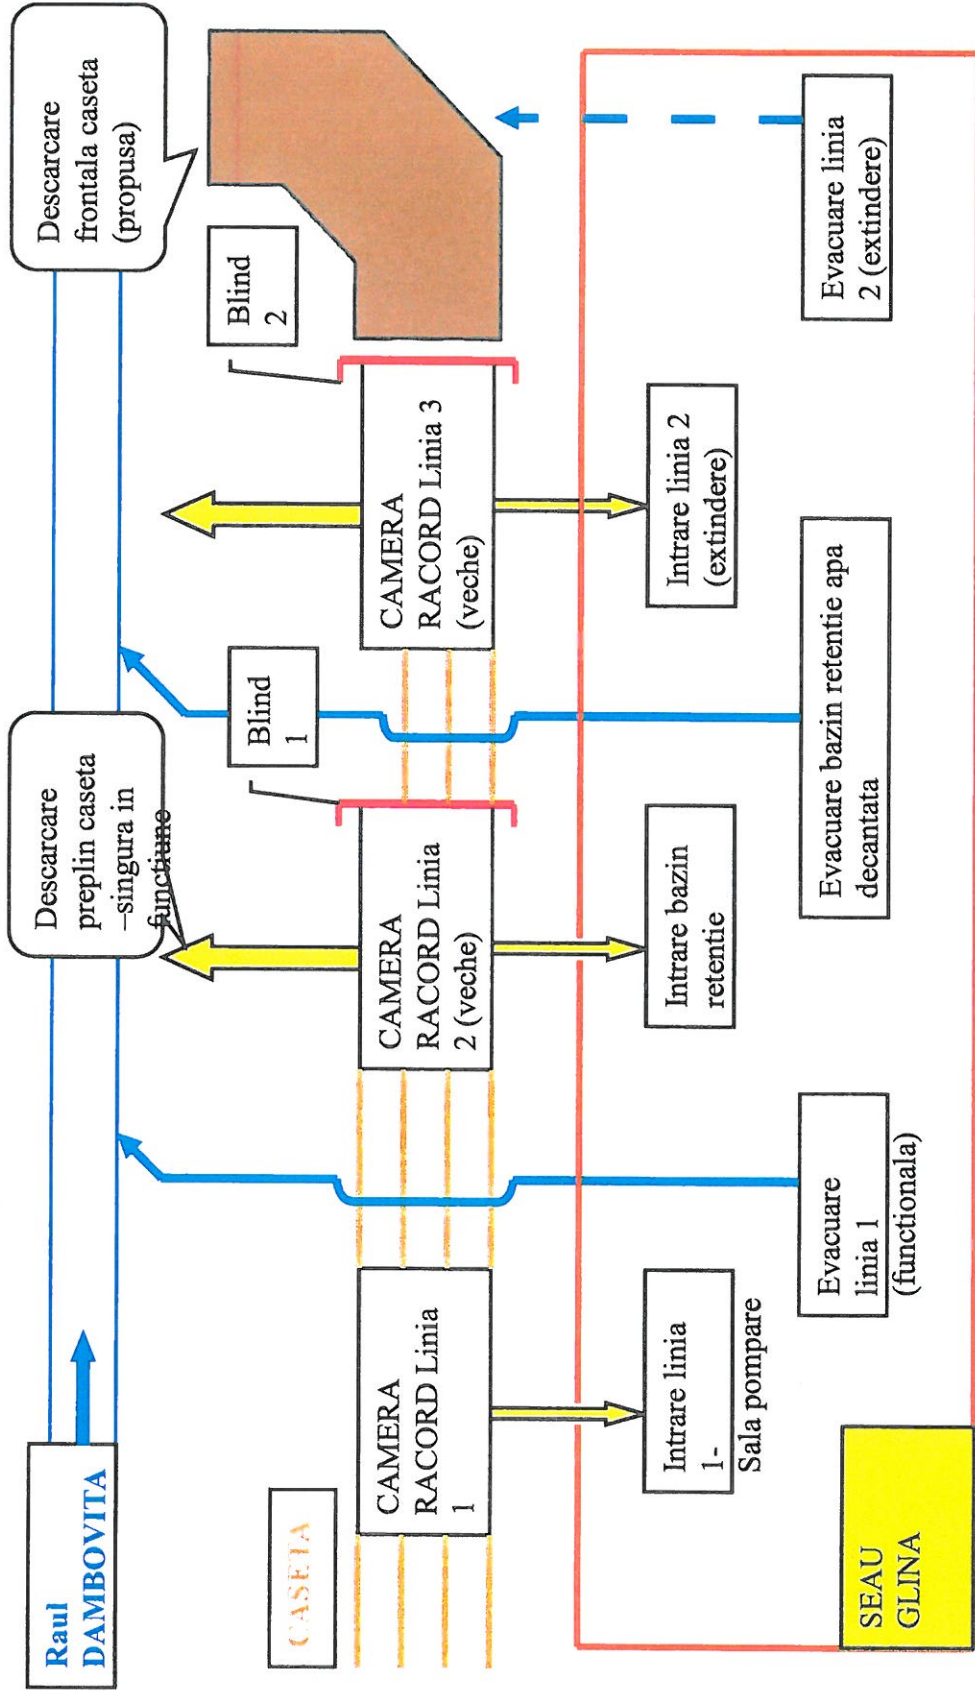 Raul
DAMBOVITA
Descarcare
preplin caseta
–singura in
functiune
Descarcare
frontala caseta
(propusa)
CASETA
Blind
1
Blind
2
CAMERA
RACORD Linia
1
CAMERA
RACORD Linia
2 (veche)
CAMERA
RACORD Linia 3
(veche)
Intrare linia
1-
Sala pompare
Intrare bazin
retentie
Intrare linia 2
(extindere)
Evacuare
linia 1
(functionala)
Evacuare bazin retentie apa
decantata
Evacuare linia
2 (extindere)
SEAU
GLINA